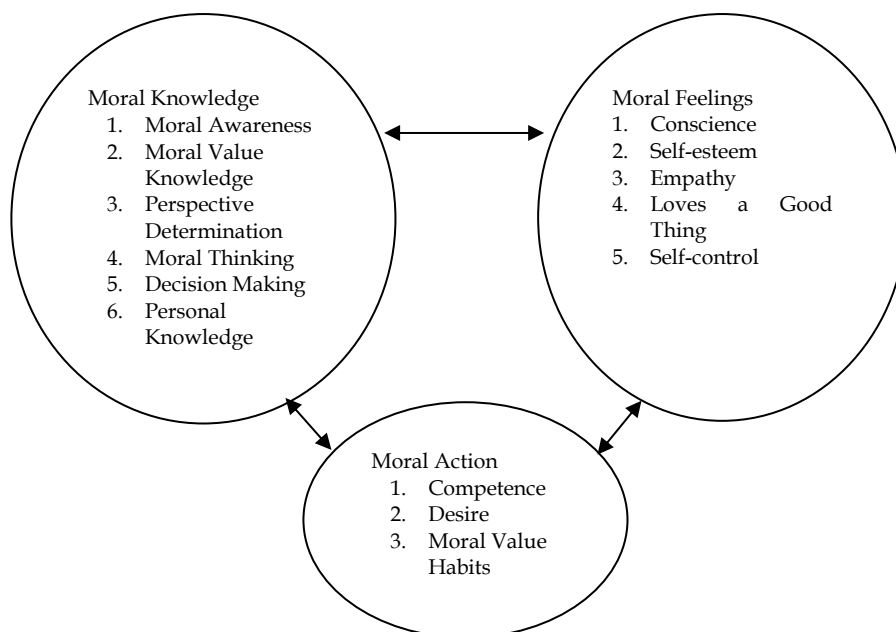 Moral Knowledge
1. Moral Awareness
2. Moral Value
Knowledge
3. Perspective
Determination
4. Moral Thinking
5. Decision Making
6. Personal
Knowledge
Moral Feelings
1. Conscience
2. Self-esteem
3. Empathy
4. Loves a Good
Thing
5. Self-control
Moral Action
1. Competence
2. Desire
3. Moral Value
Habits